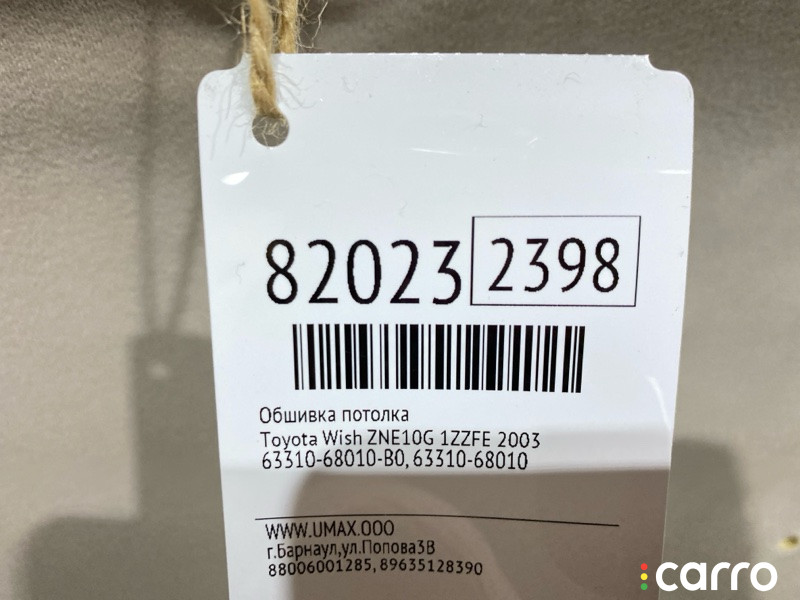 82023 2398
Обшивка потолка
Toyota Wish ZNE10G 1ZZFE 2003
63310-68010-B0, 63310-68010
WWW.UMAX.OOO
г.Барнаул,ул.Попова3В
88006001285, 89635128390
carro